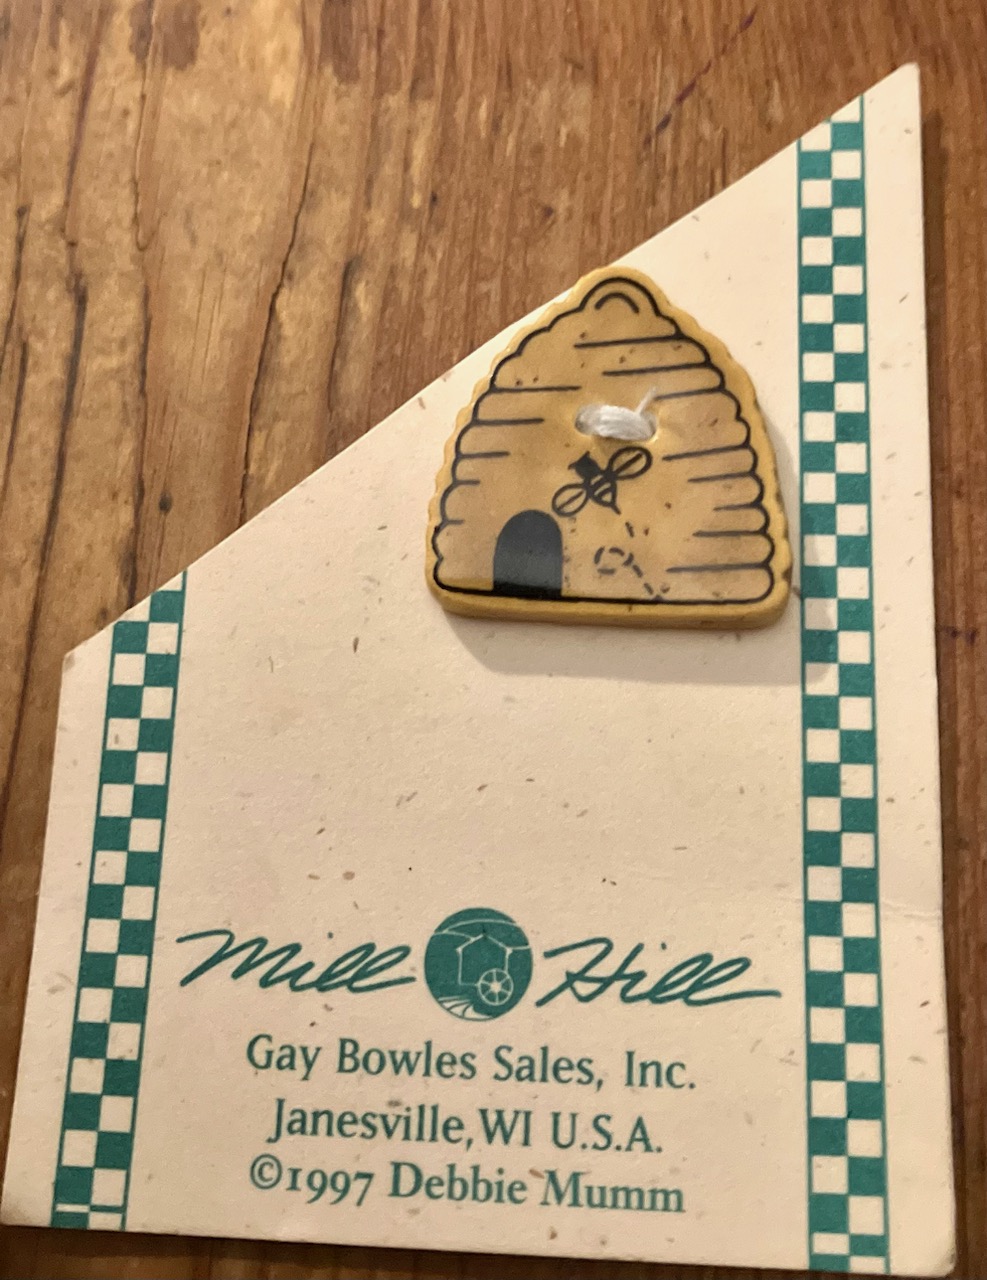 Mill Hill
Gay Bowles Sales, Inc.
Janesville, WI U.S.A.
©1997 Debbie Mumm